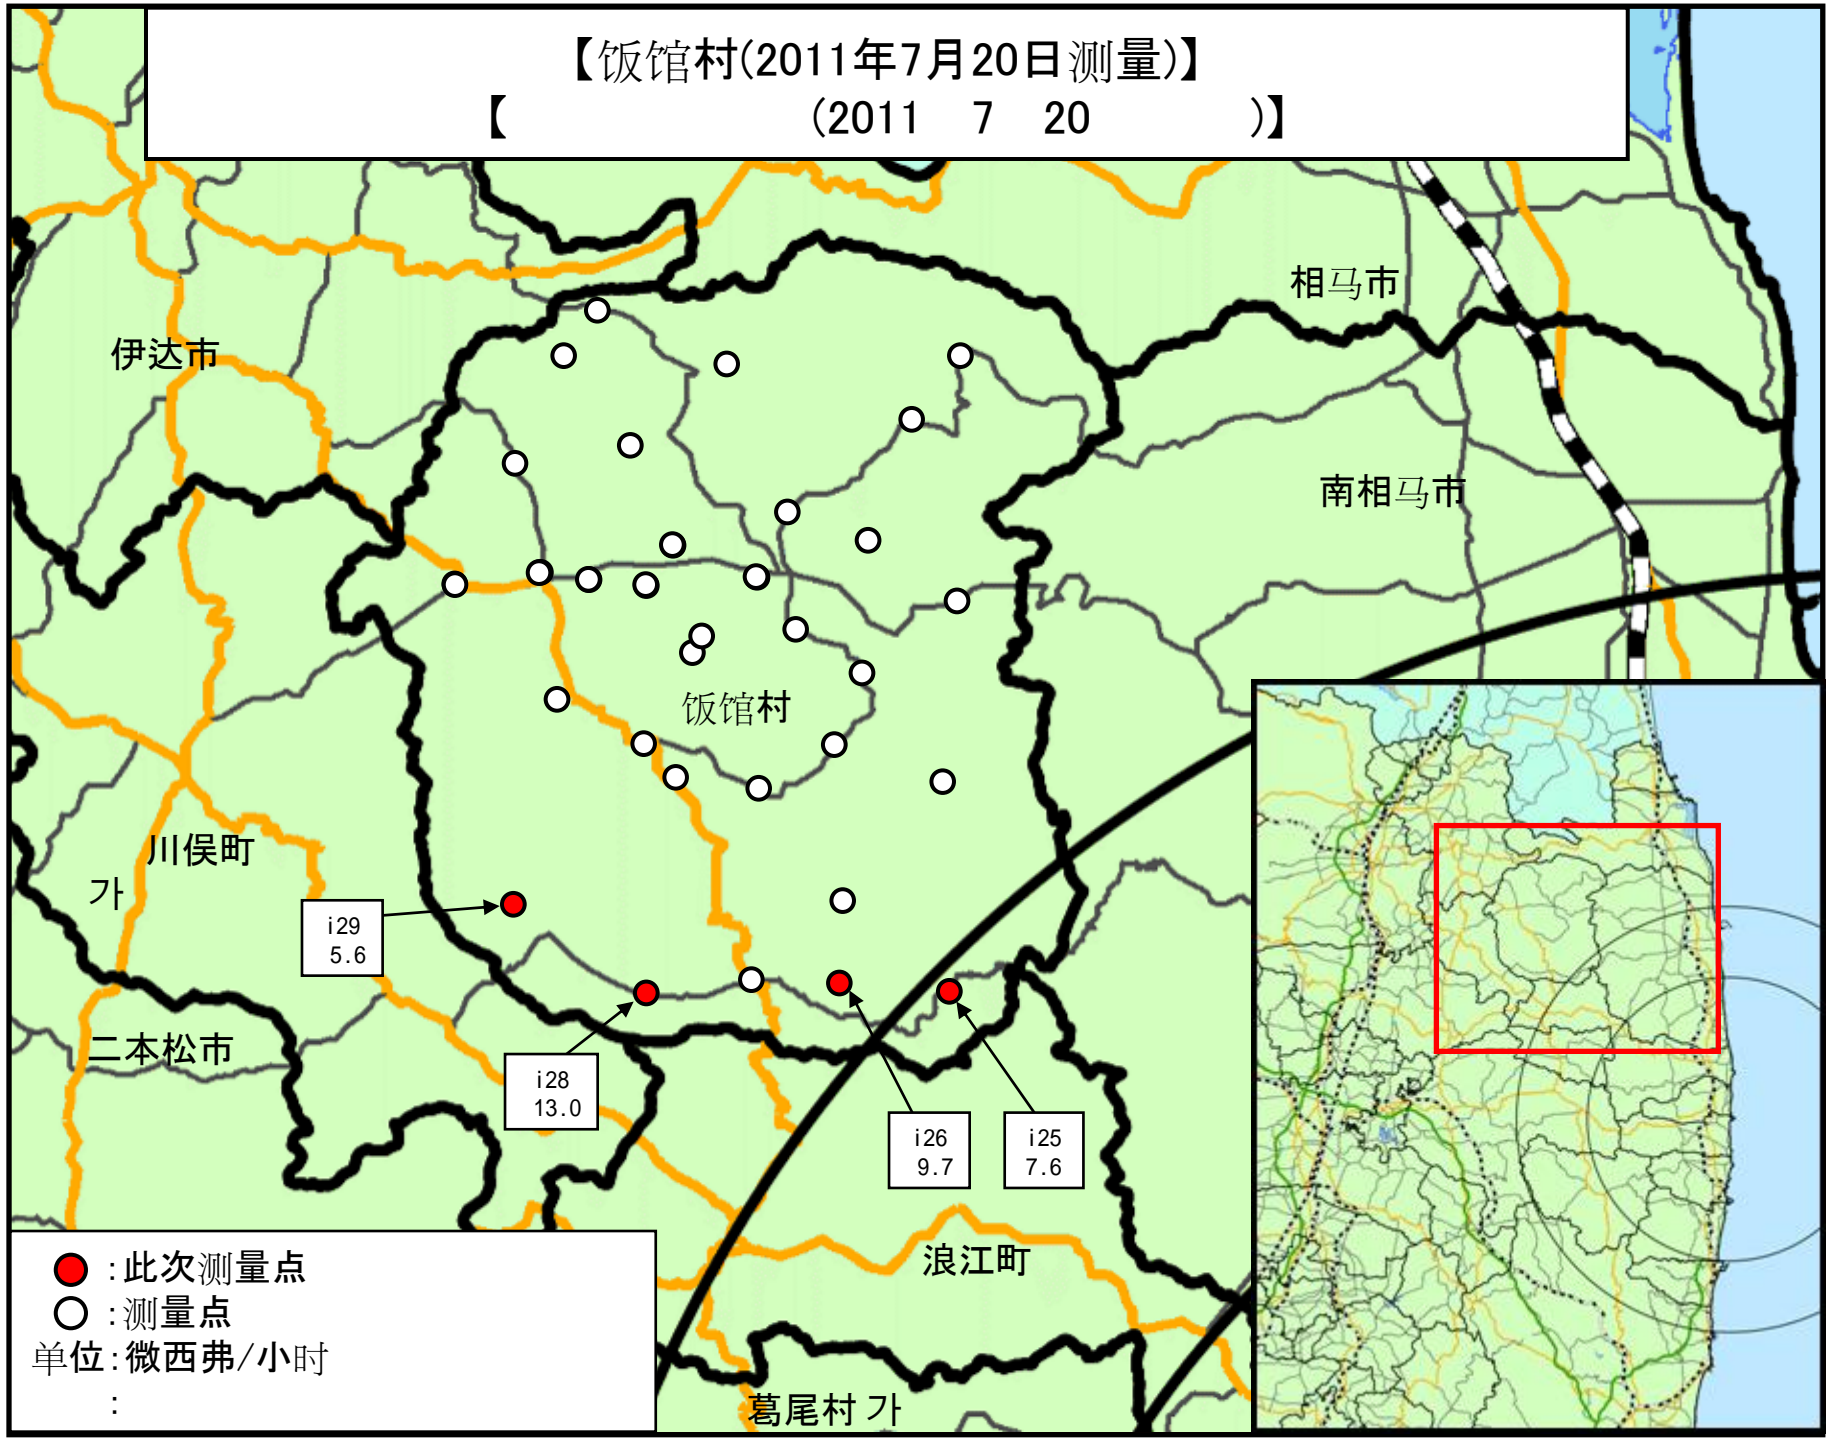 【饭馆村(2011年7月20日测量)】
【 (2011 7 20 )】
相马市
伊达市
南相马市
饭馆村
川俣町
가
i29
5.6
二本松市
i28
13.0
i26
9.7
i25
7.6
浪江町
葛尾村 가
:此次测量点
:测量点
单位:微西弗/小时
: